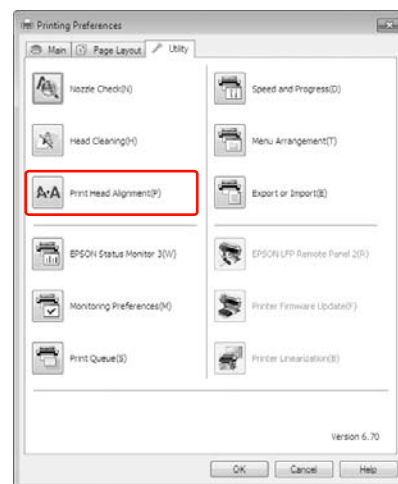 Printing Preferences
Main
Page Layout
Utility
Nozzle Check(N)
Head Cleaning(H)
Print Head Alignment(P)
EPSON Status Monitor 3(W)
Monitoring Preferences(M)
Print Queue(S)
Speed and Progress(D)
Menu Arrangement(T)
Export or Import(E)
EPSON LFP Remote Panel 2(R)
Printer Firmware Update(F)
Printer Linearization(B)
Version 6.70
OK
Cancel
Help